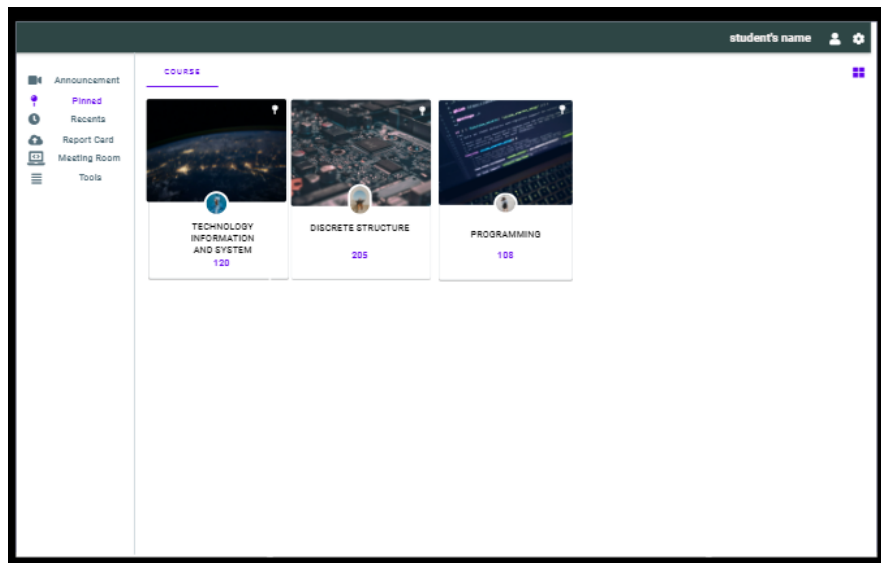 student's name
Announcement
Pinned
Recents
Report Card
Meeting Room
Tools
COURSE
TECHNOLOGY
INFORMATION
AND SYSTEM
120
DISCRETE STRUCTURE
205
PROGRAMMING
108